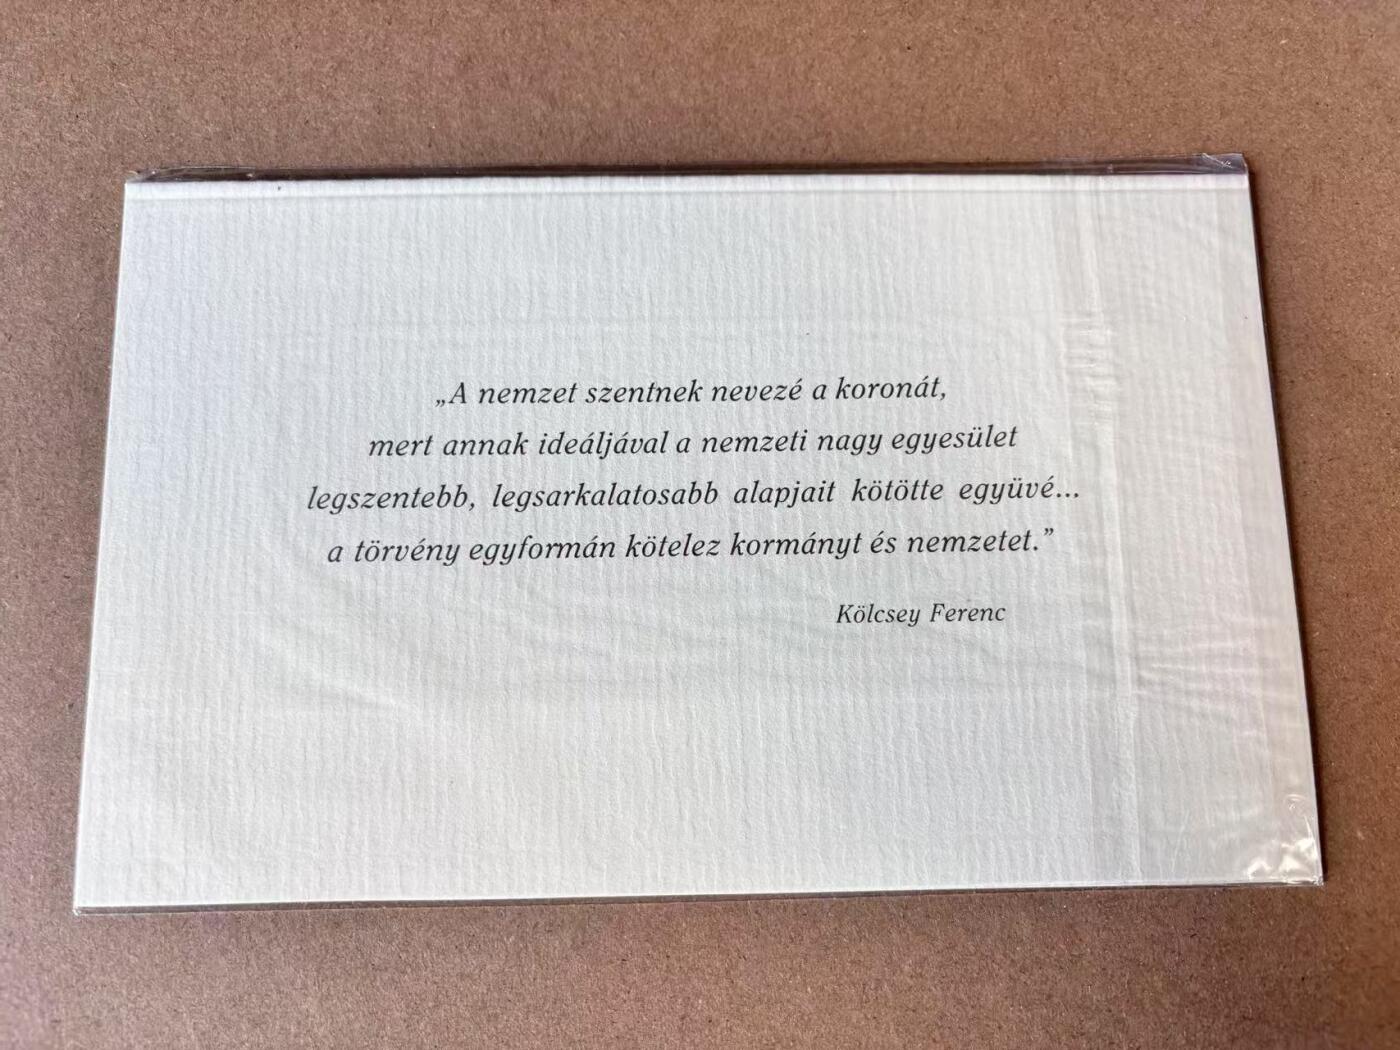 „A nemzet szentnek nevezé a koronát,
mert annak ideáljával a nemzeti nagy egyesület
legszentebb, legsarkalatosabb alapjait kötötte együvé...
a törvény egyformán kötelez kormányt és nemzetet.”
Kölcsey Ferenc